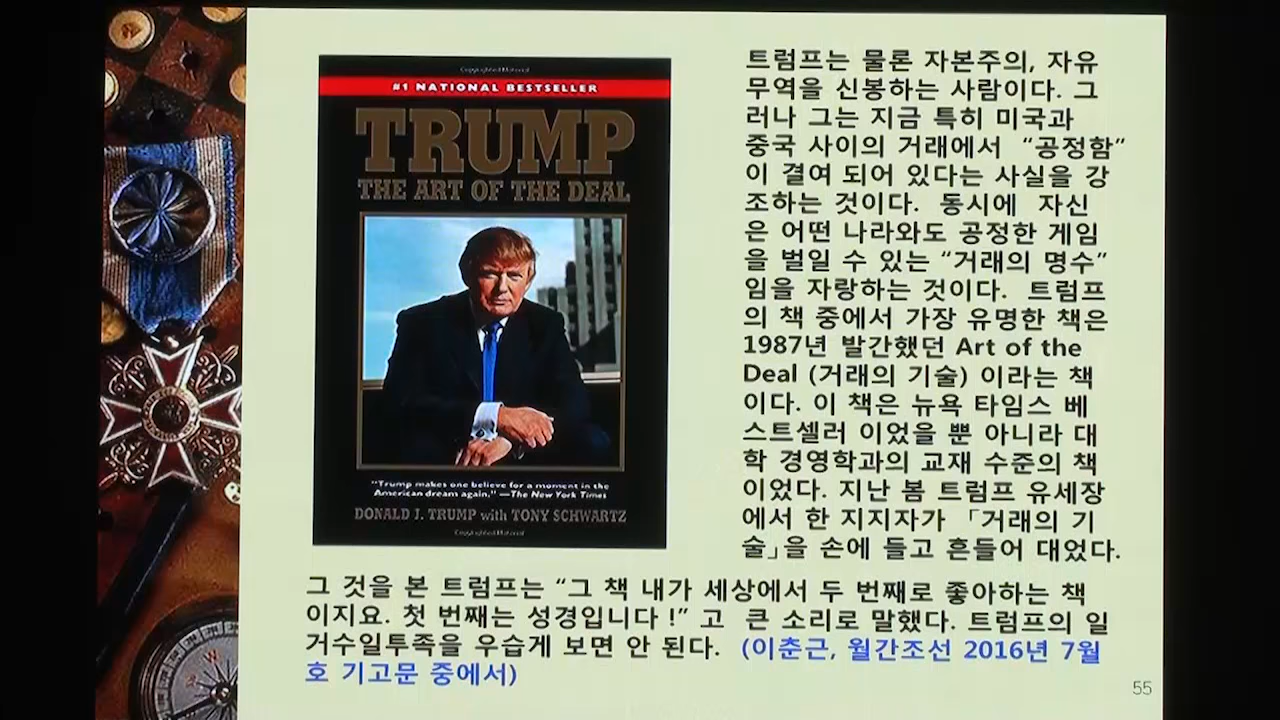 Copyrighted Material
#1 NATIONAL BESTSELLER
TRUMP
THE ART OF THE DEAL
"Trump makes one believe for a moment in the
American dream again." —The New York Times
DONALD J. TRUMP with TONY SCHWARTZ
Copyrighted Material
트럼프는 물론 자본주의, 자유
무역을 신봉하는 사람이다. 그
러나 그는 지금 특히 미국과
중국 사이의 거래에서 “공정함”
이 결여 되어 있다는 사실을 강
조하는 것이다. 동시에 자신
은 어떤 나라와도 공정한 게임
을 벌일 수 있는 “거래의 명수”
임을 자랑하는 것이다. 트럼프
의 책 중에서 가장 유명한 책은
1987년 발간했던 Art of the
Deal (거래의 기술) 이라는 책
이다. 이 책은 뉴욕 타임스 베
스트셀러 이었을 뿐 아니라 대
학 경영학과의 교재 수준의 책
이었다. 지난 봄 트럼프 유세장
에서 한 지지자가 「거래의 기
술」을 손에 들고 흔들어 대었다.
그 것을 본 트럼프는 “그 책 내가 세상에서 두 번째로 좋아하는 책
이지요. 첫 번째는 성경입니다 !” 고 큰 소리로 말했다. 트럼프의 일
거수일투족을 우습게 보면 안 된다. (이춘근, 월간조선 2016년 7월
호 기고문 중에서)
55